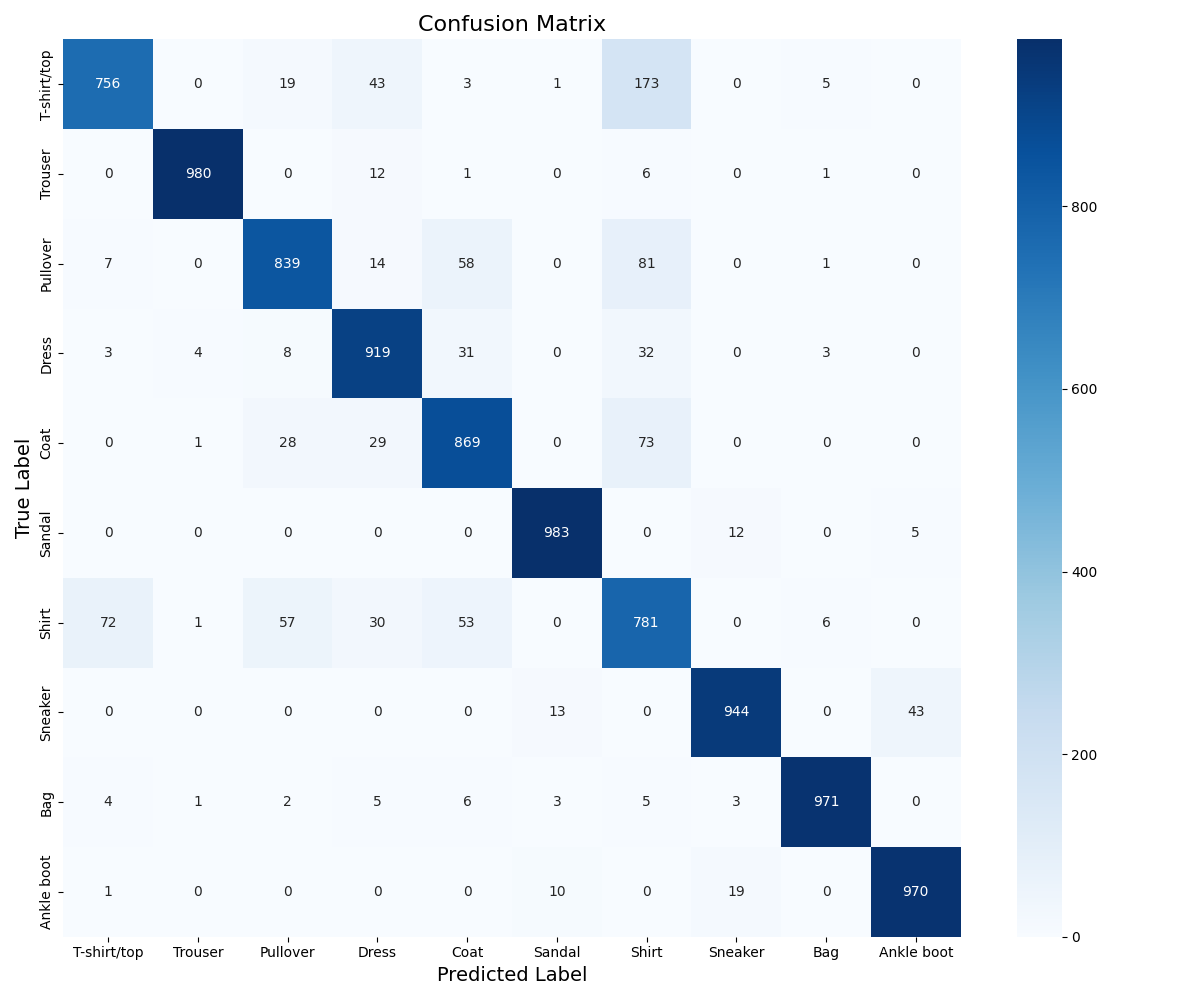 Confusion Matrix
True Label
T-shirt/top 756 0 19 43 3 1 173 0 5 0
Trouser 0 980 0 12 1 0 6 0 1 0
Pullover 7 0 839 14 58 0 81 0 1 0
Dress 3 4 8 919 31 0 32 0 3 0
Coat 0 1 28 29 869 0 73 0 0 0
Sandal 0 0 0 0 0 983 0 12 0 5
Shirt 72 1 57 30 53 0 781 0 6 0
Sneaker 0 0 0 0 0 13 0 944 0 43
Bag 4 1 2 5 6 3 5 3 971 0
Ankle boot 1 0 0 0 0 10 0 19 0 970
T-shirt/top Trouser Pullover Dress Coat Sandal Shirt Sneaker Bag Ankle boot
Predicted Label
800
600
400
200
0